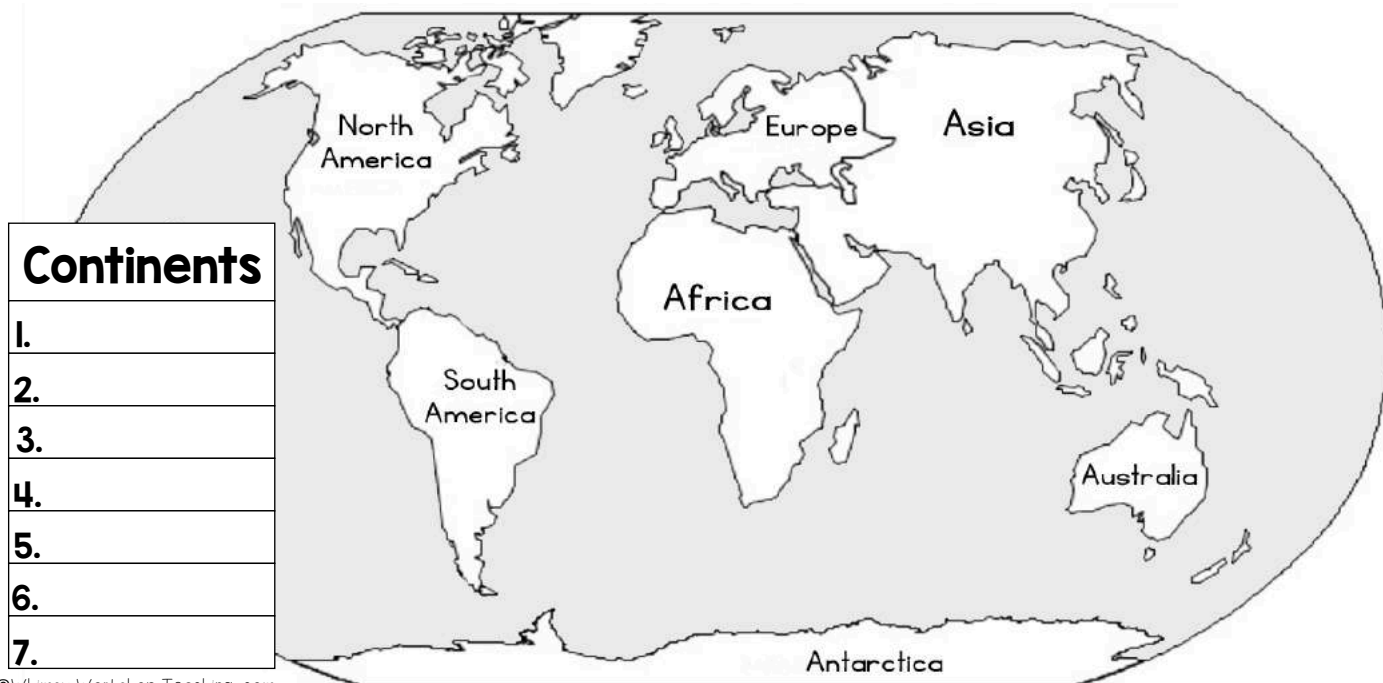 North
America
Europe
Asia
Continents
1.
2.
3.
4.
5.
6.
7.
Africa
South
America
Australia
Antarctica